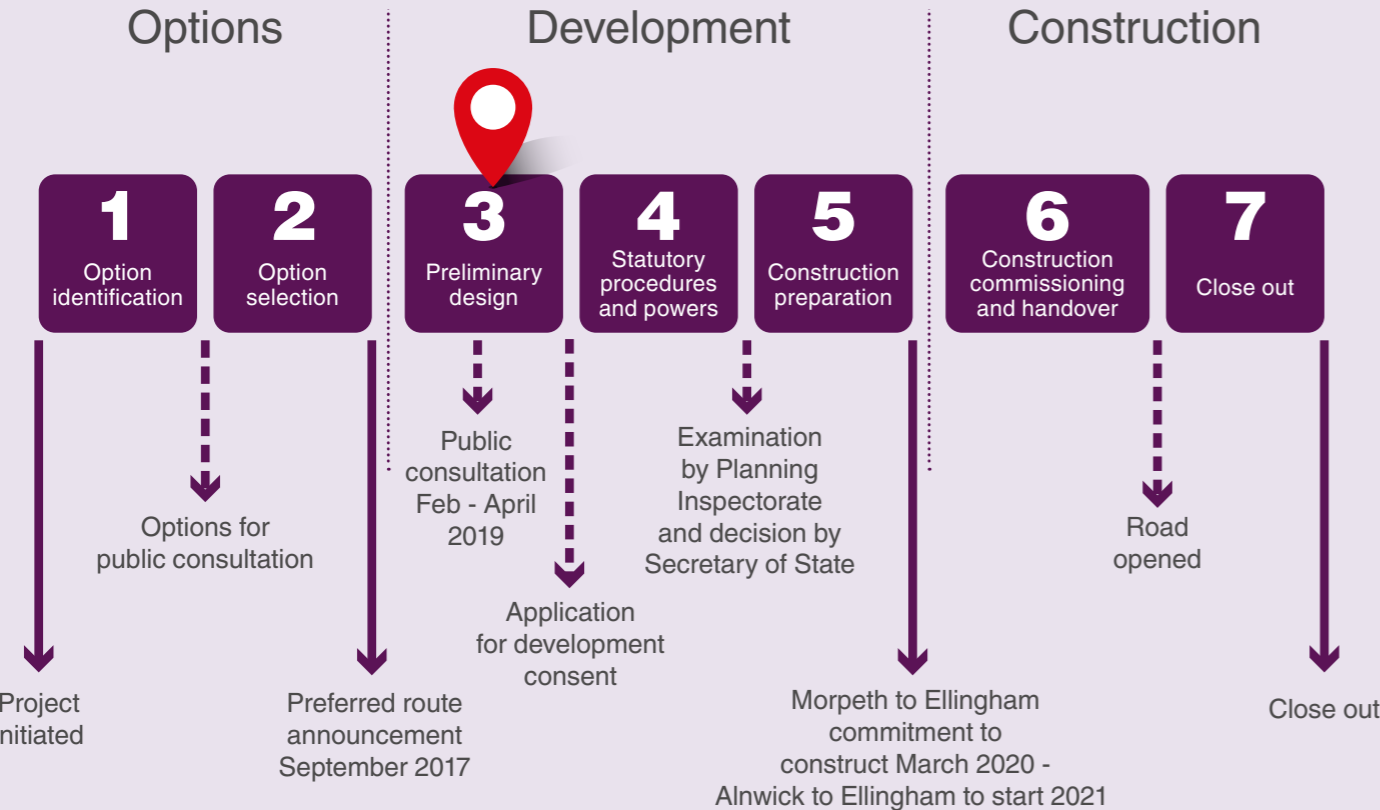 Options
Development
Construction
1
Option
identification
2
Option
selection
3
Preliminary
design
4
Statutory
procedures
and powers
5
Construction
preparation
6
Construction
commissioning
and handover
7
Close out
Project
nitiated
Options for
public consultation
Preferred route
announcement
September 2017
Public
consultation
Feb - April
2019
Application
for development
consent
Examination
by Planning
Inspectorate
and decision by
Secretary of State
Morpeth to Ellingham
commitment to
construct March 2020 -
Alnwick to Ellingham to start 2021
Road
opened
Close out